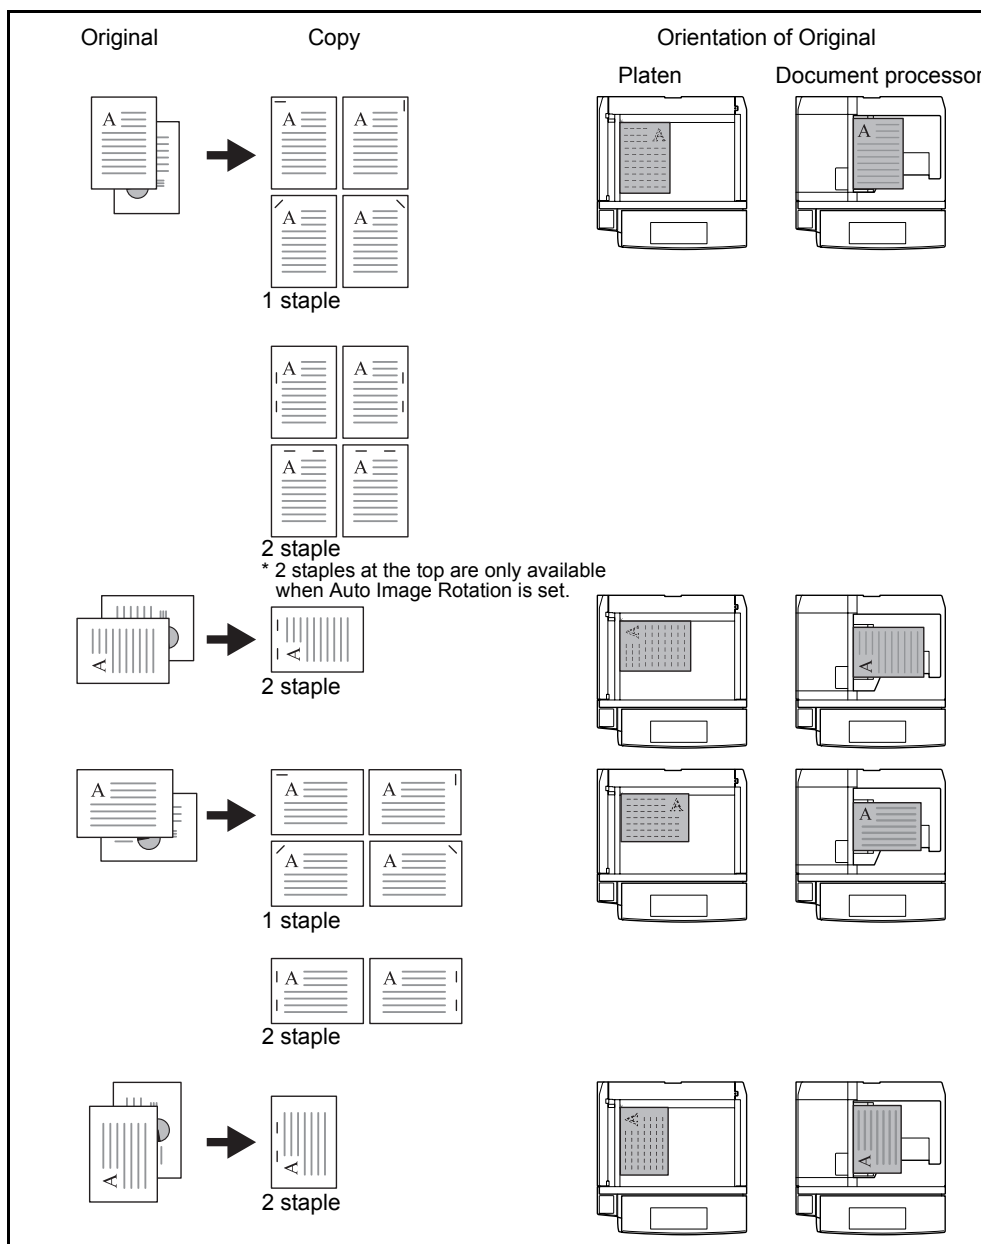 Original
Copy
Orientation of Original
Platen
Document processor
A
A
A
A
A
A
A
1 staple
A
A
A
A
2 staple
* 2 staples at the top are only available
when Auto Image Rotation is set.
A
A
A
A
2 staple
A
A
A
A
A
A
A
1 staple
A
A
2 staple
A
A
A
A
2 staple